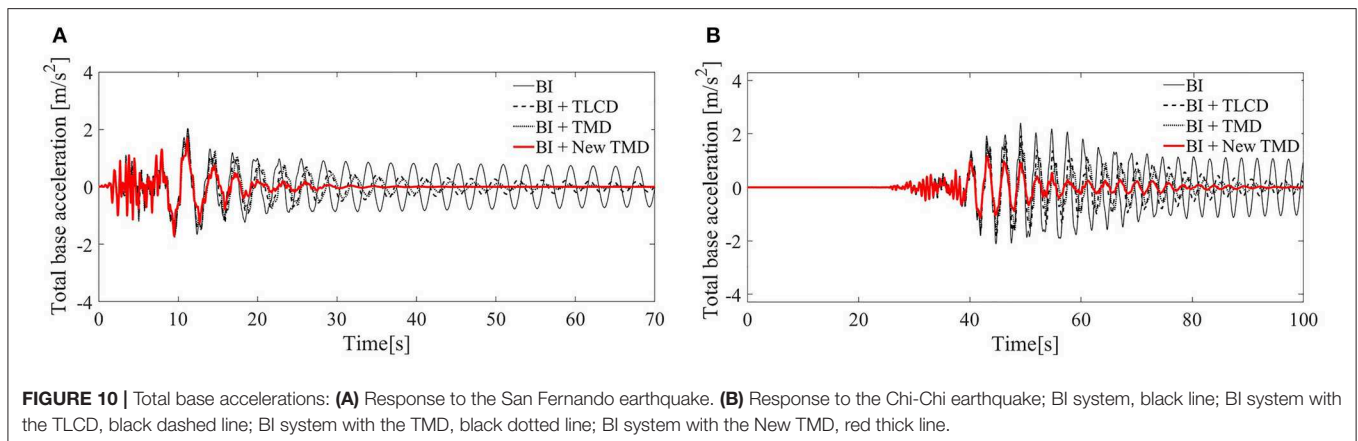 A
Total base acceleration [m/s²]
4
2
0
-2
-4
BI
BI + TLCD
BI + TMD
BI + New TMD
0 10 20 30 40 50 60 70
Time[s]
B
Total base acceleration [m/s²]
4
2
0
-2
-4
BI
BI + TLCD
BI + TMD
BI + New TMD
0 20 40 60 80 100
Time[s]
FIGURE 10 | Total base accelerations: (A) Response to the San Fernando earthquake. (B) Response to the Chi-Chi earthquake; BI system, black line; BI system with
the TLCD, black dashed line; BI system with the TMD, black dotted line; BI system with the New TMD, red thick line.